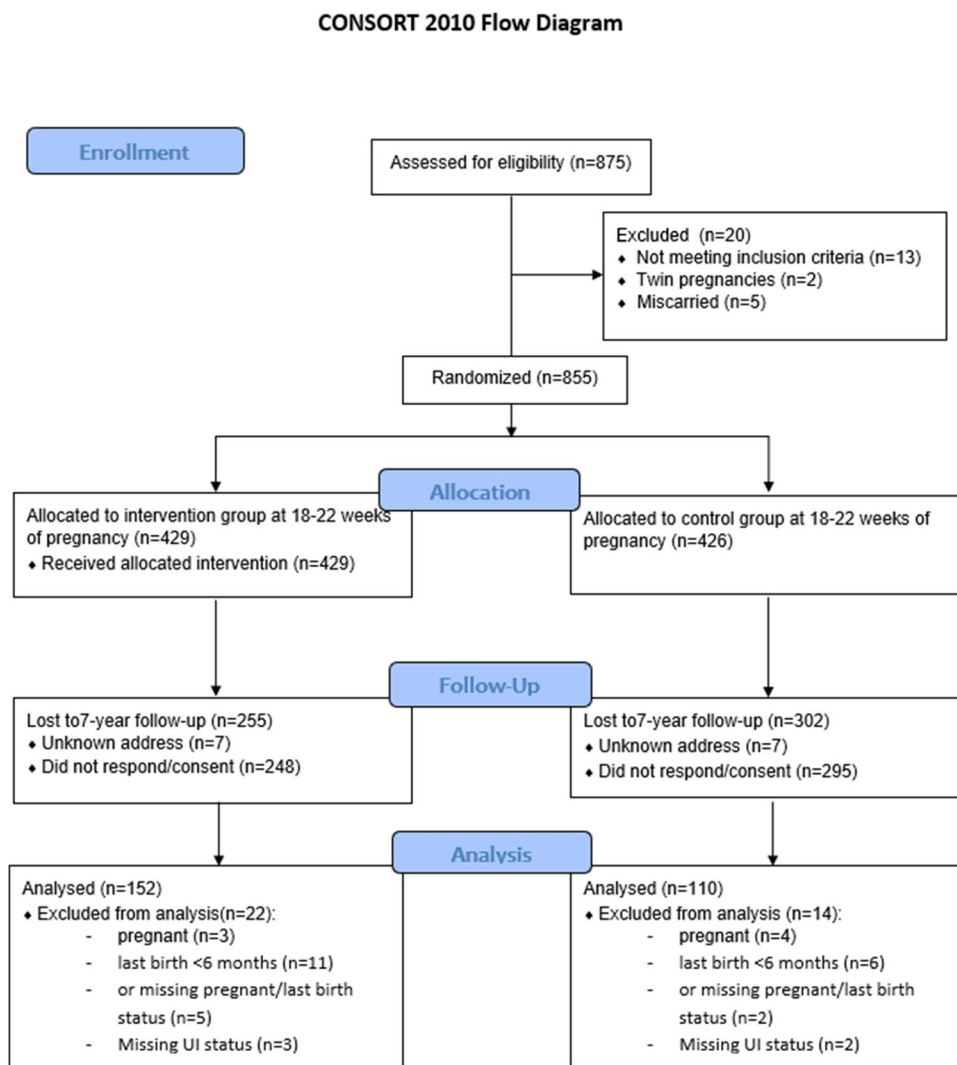 CONSORT 2010 Flow Diagram
Enrollment
Assessed for eligibility (n=875)
Excluded  (n=20)
♦ Not meeting inclusion criteria (n=13)
♦ Twin pregnancies (n=2)
♦ Miscarried (n=5)
Randomized (n=855)
Allocation
Allocated to intervention group at 18-22 weeks
of pregnancy (n=429)
♦ Received allocated intervention (n=429)
Allocated to control group at 18-22 weeks of
pregnancy (n=426)
Follow-Up
Lost to7-year follow-up (n=255)
♦ Unknown address (n=7)
♦ Did not respond/consent (n=248)
Lost to7-year follow-up (n=302)
♦ Unknown address (n=7)
♦ Did not respond/consent (n=295)
Analysis
Analysed (n=152)
♦ Excluded from analysis(n=22):
- pregnant (n=3)
- last birth <6 months (n=11)
- or missing pregnant/last birth
status (n=5)
- Missing UI status (n=3)
Analysed (n=110)
♦ Excluded from analysis (n=14):
- pregnant (n=4)
- last birth <6 months (n=6)
- or missing pregnant/last birth
status (n=2)
- Missing UI status (n=2)